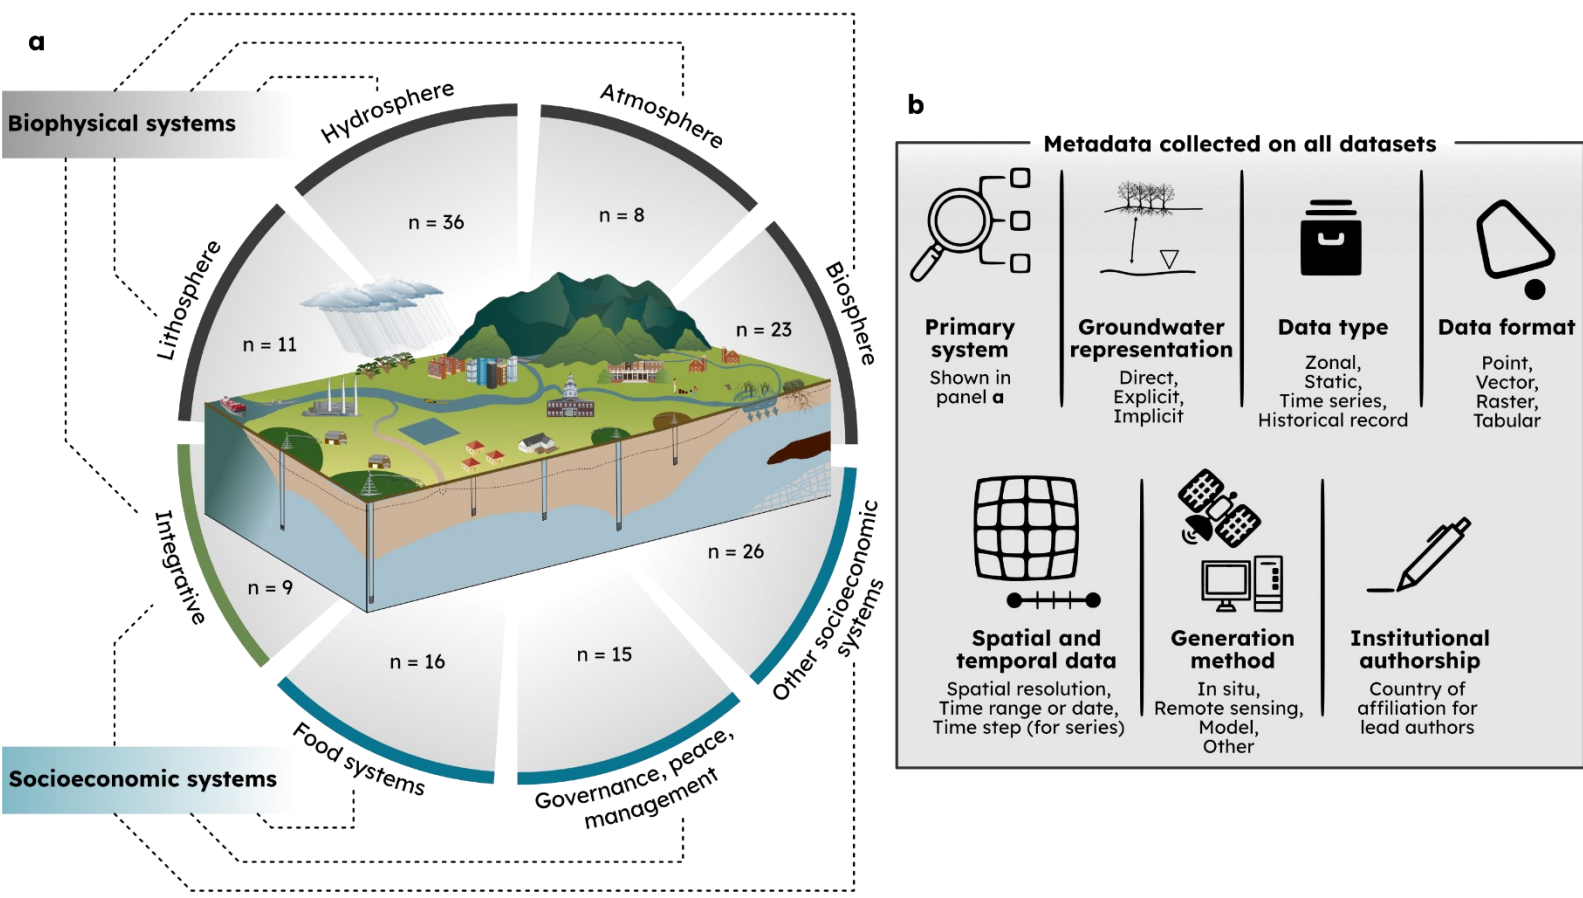 a
Biophysical systems
Hydrosphere
n = 36
Atmosphere
n = 8
Lithosphere
n = 11
Biosphere
n = 23
Integrative
n = 9
Other socioeconomic
systems
n = 26
n = 16
Food systems
n = 15
Governance, peace,
management
Socioeconomic systems
b
Metadata collected on all datasets
Primary
system
Shown in
panel a
Groundwater
representation
Direct,
Explicit,
Implicit
Data type
Zonal,
Static,
Time series,
Historical record
Data format
Point,
Vector,
Raster,
Tabular
Spatial and
temporal data
Spatial resolution,
Time range or date,
Time step (for series)
Generation
method
In situ,
Remote sensing,
Model,
Other
Institutional
authorship
Country of
affiliation for
lead authors